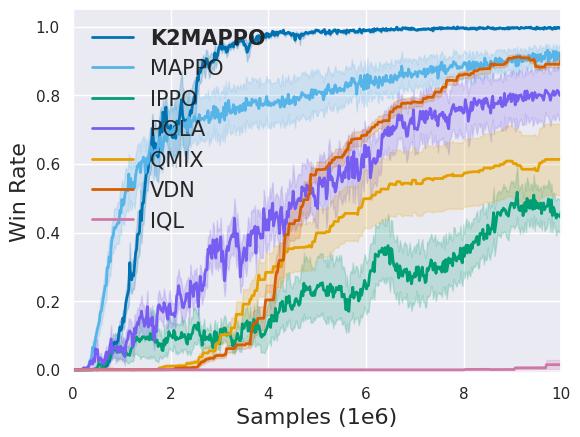 1.0
0.8
0.6
0.4
0.2
0.0
Win Rate
K2MAPPO
MAPPO
IPPO
POLA
QMIX
VDN
IQL
0 2 4 6 8 10
Samples (1e6)